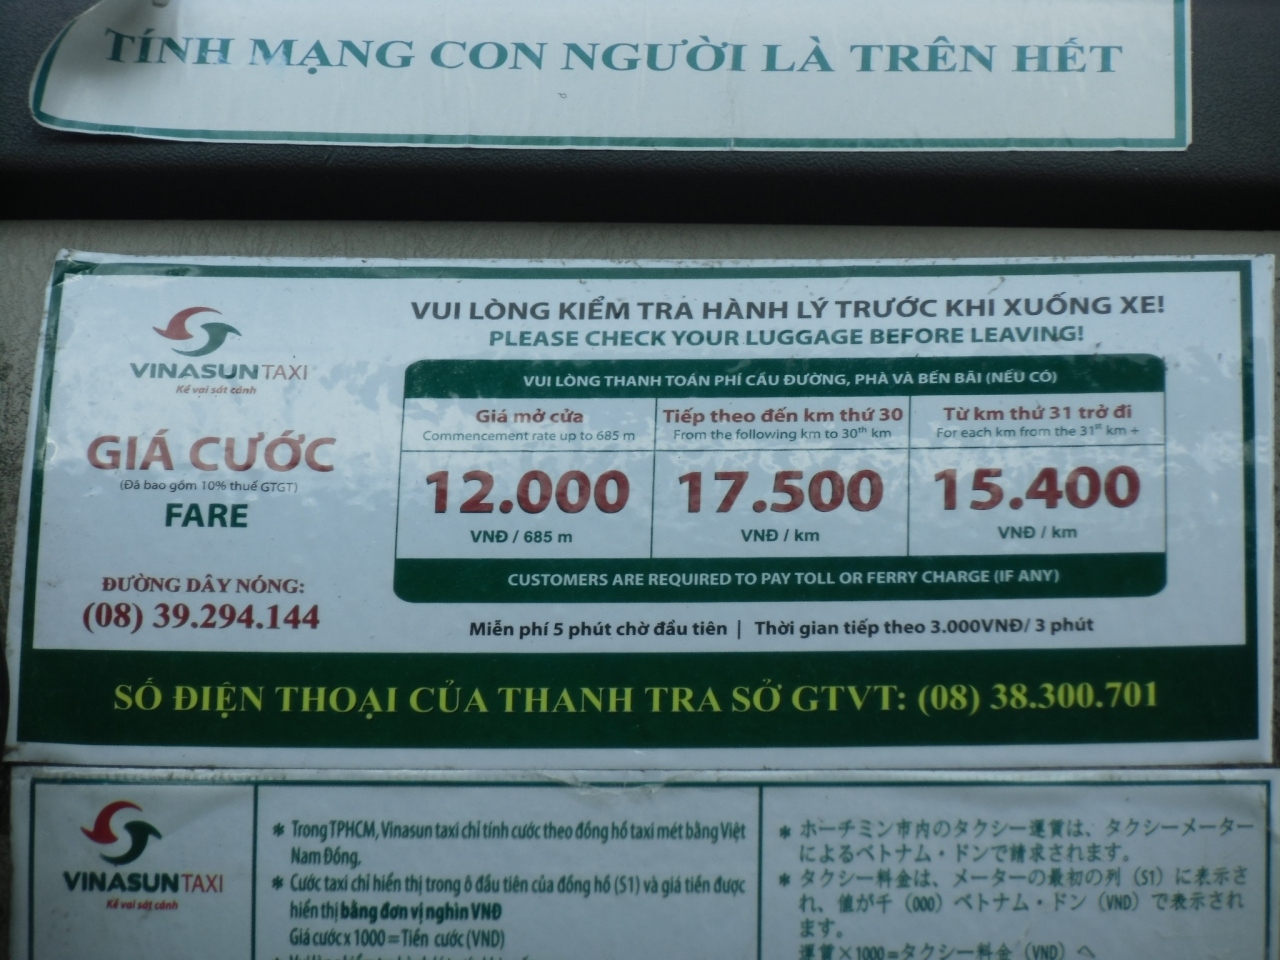 TÍNH MẠNG CON NGƯỜI LÀ TRÊN HẾT
VINASUN TAXI
Kề vai sát cánh
GIÁ CƯỚC
(Đã bao gồm 10% thuế GTGT)
FARE
ĐƯỜNG DÂY NÓNG:
(08) 39.294.144
VUI LÒNG KIỂM TRA HÀNH LÝ TRƯỚC KHI XUỐNG XE!
PLEASE CHECK YOUR LUGGAGE BEFORE LEAVING!
VUI LÒNG THANH TOÁN PHÍ CẦU ĐƯỜNG, PHÀ VÀ BẾN BÃI (NẾU CÓ)
Giá mở cửa
Commencement rate up to 685 m
12.000
VNĐ / 685 m
Tiếp theo đến km thứ 30
From the following km to 30th km
17.500
VNĐ / km
Từ km thứ 31 trở đi
For each km from the 31st km +
15.400
VNĐ / km
CUSTOMERS ARE REQUIRED TO PAY TOLL OR FERRY CHARGE (IF ANY)
Miễn phí 5 phút chờ đầu tiên | Thời gian tiếp theo 3.000VNĐ/ 3 phút
SỐ ĐIỆN THOẠI CỦA THANH TRA SỞ GTVT: (08) 38.300.701
VINASUN TAXI
Kề vai sát cánh
* Trong TPHCM, Vinasun taxi chỉ tính cước theo đồng hồ taxi mét bằng Việt
Nam Đồng.
* Cước taxi chỉ hiển thị trong ô đầu tiên của đồng hồ (S1) và giá tiền được
hiển thị bằng đơn vị nghìn VNĐ
Giá cước x 1000 = Tiền cước (VND)
* ホーチミン市内のタクシー運賃は、タクシーメーター
によるベトナム・ドンで請求されます。
* タクシー料金は、メーターの最初の列（S1）に表示さ
れ、値が千（000）ベトナム・ドン（VND）で表示され
ます。
運賃×1000=タクシー料金（VND）へ